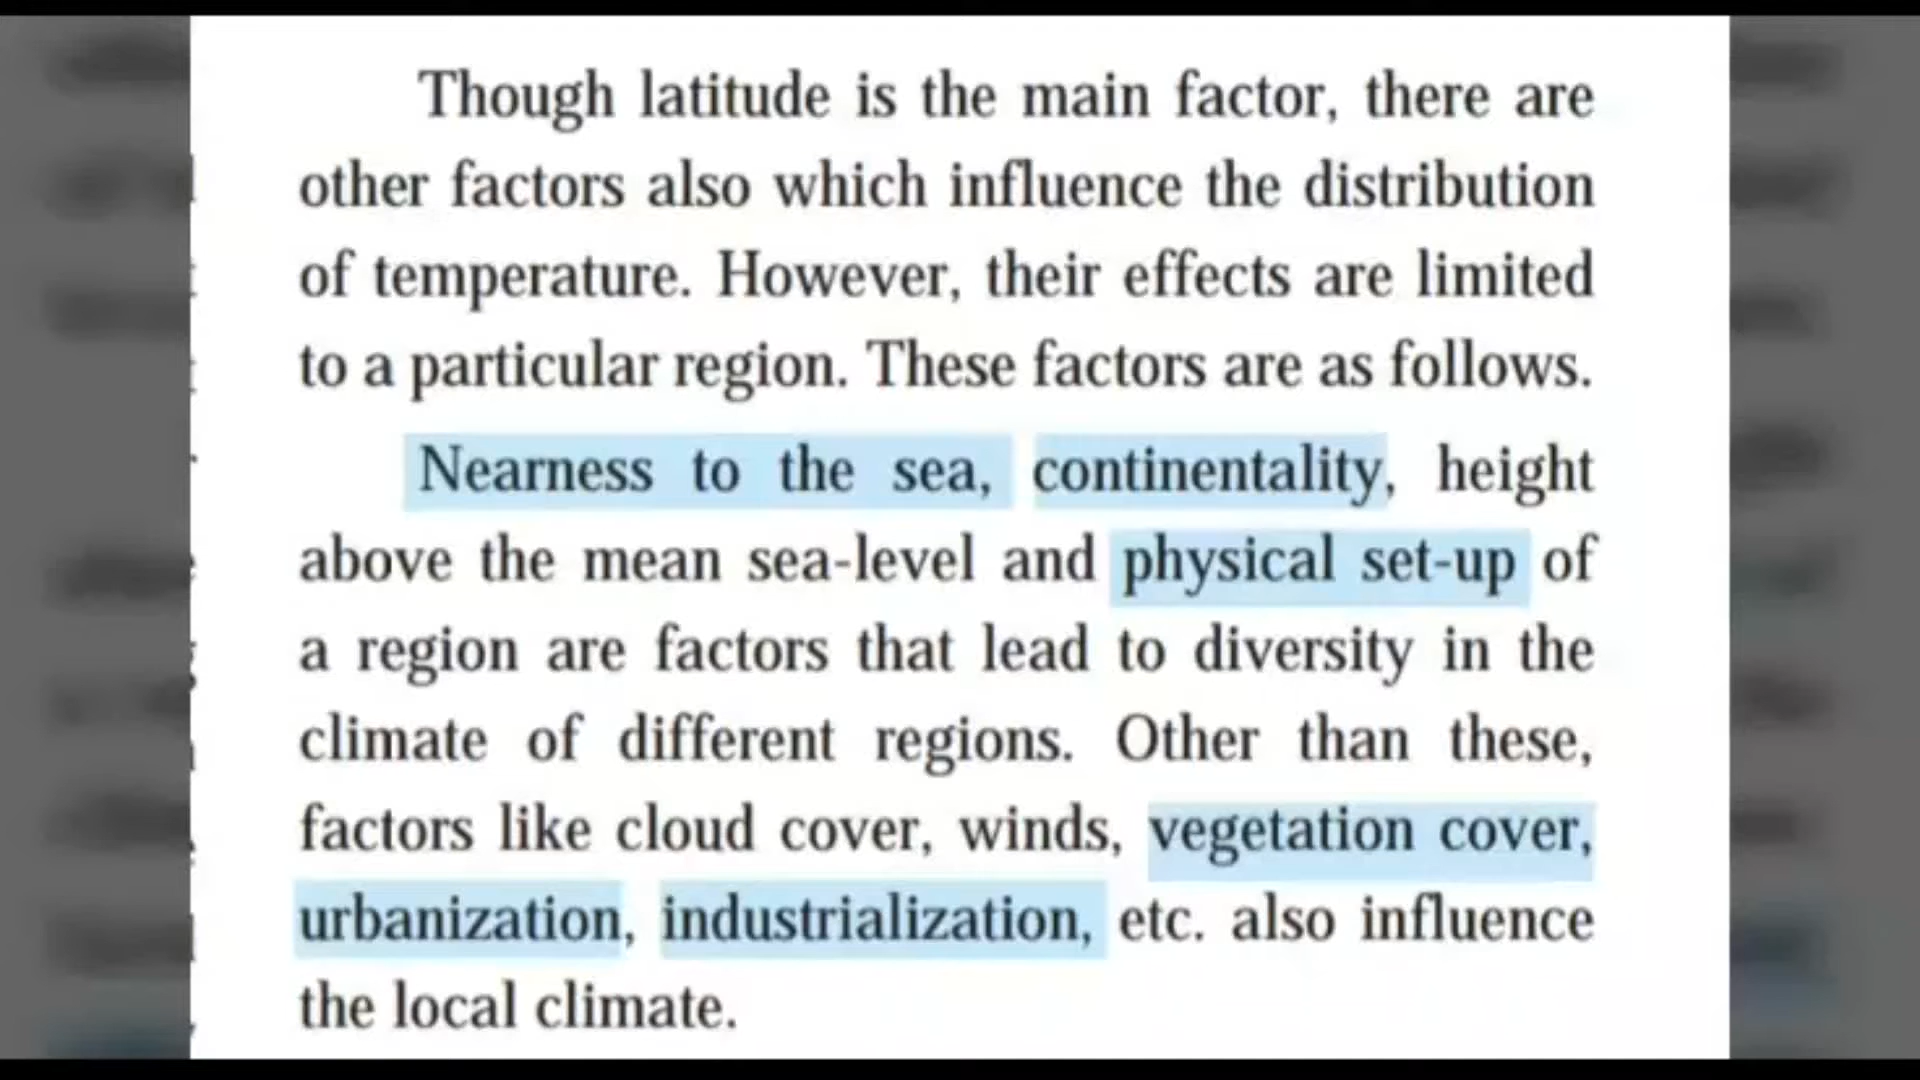 Though latitude is the main factor, there are
other factors also which influence the distribution
of temperature. However, their effects are limited
to a particular region. These factors are as follows.
Nearness to the sea, continentality, height
above the mean sea-level and physical set-up of
a region are factors that lead to diversity in the
climate of different regions. Other than these,
factors like cloud cover, winds, vegetation cover,
urbanization, industrialization, etc. also influence
the local climate.